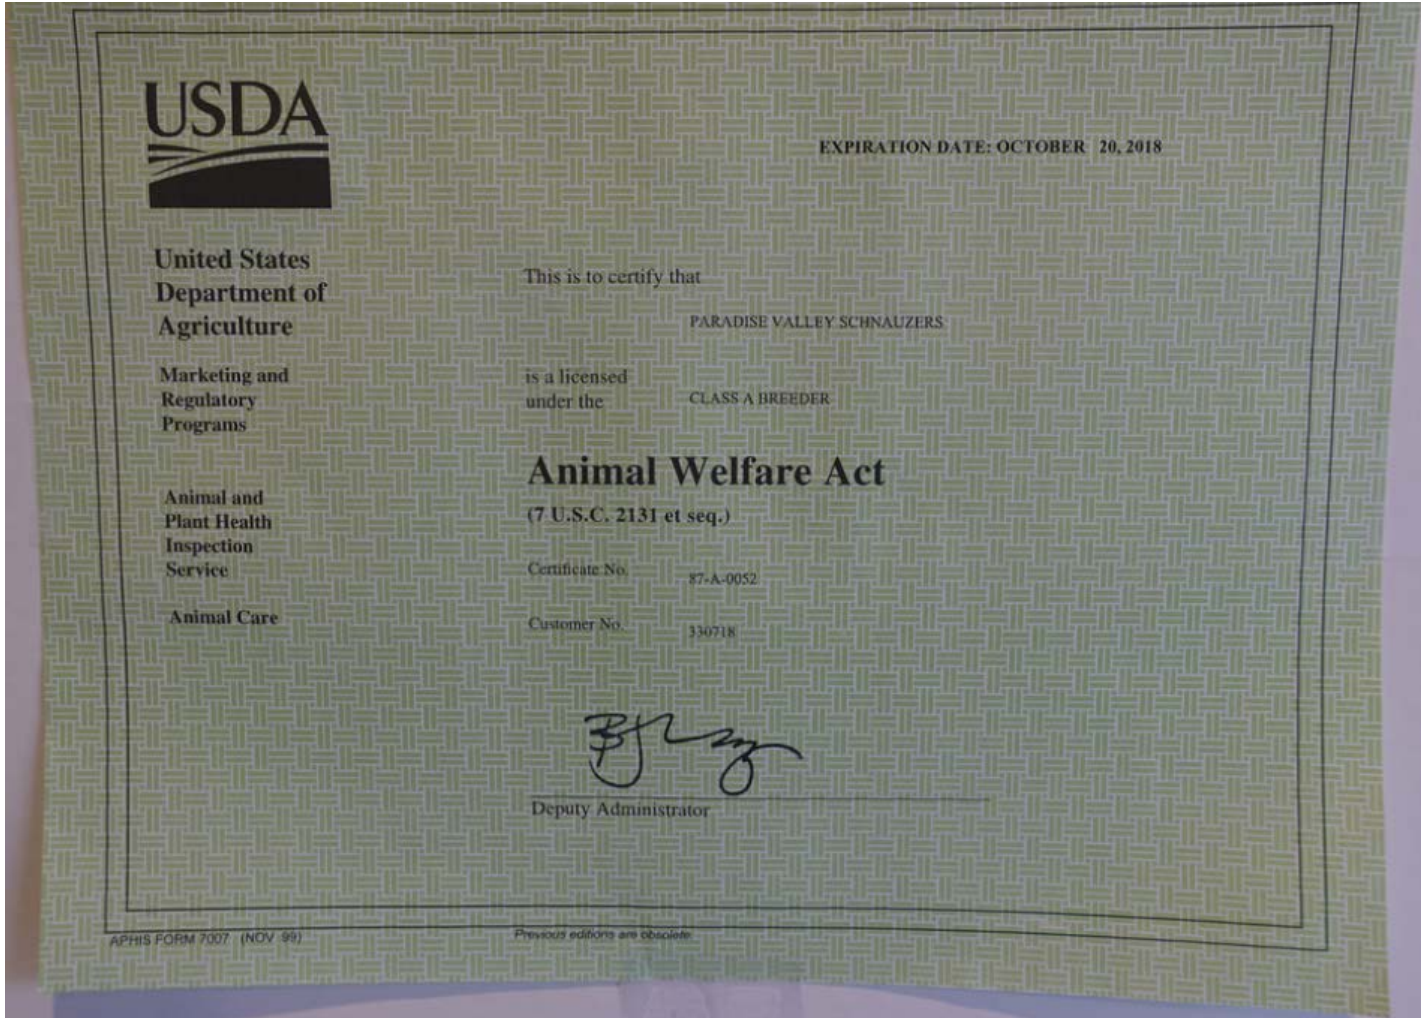 USDA
EXPIRATION DATE: OCTOBER 20, 2018
United States
Department of
Agriculture
Marketing and
Regulatory
Programs
Animal and
Plant Health
Inspection
Service
Animal Care
This is to certify that
PARADISE VALLEY SCHNAUZERS
is a licensed
under the
CLASS A BREEDER
Animal Welfare Act
(7 U.S.C. 2131 et seq.)
Certificate No.
87-A-0052
Customer No.
330718
Deputy Administrator
APHIS FORM 7007 (NOV 99)
Previous editions are obsolete.